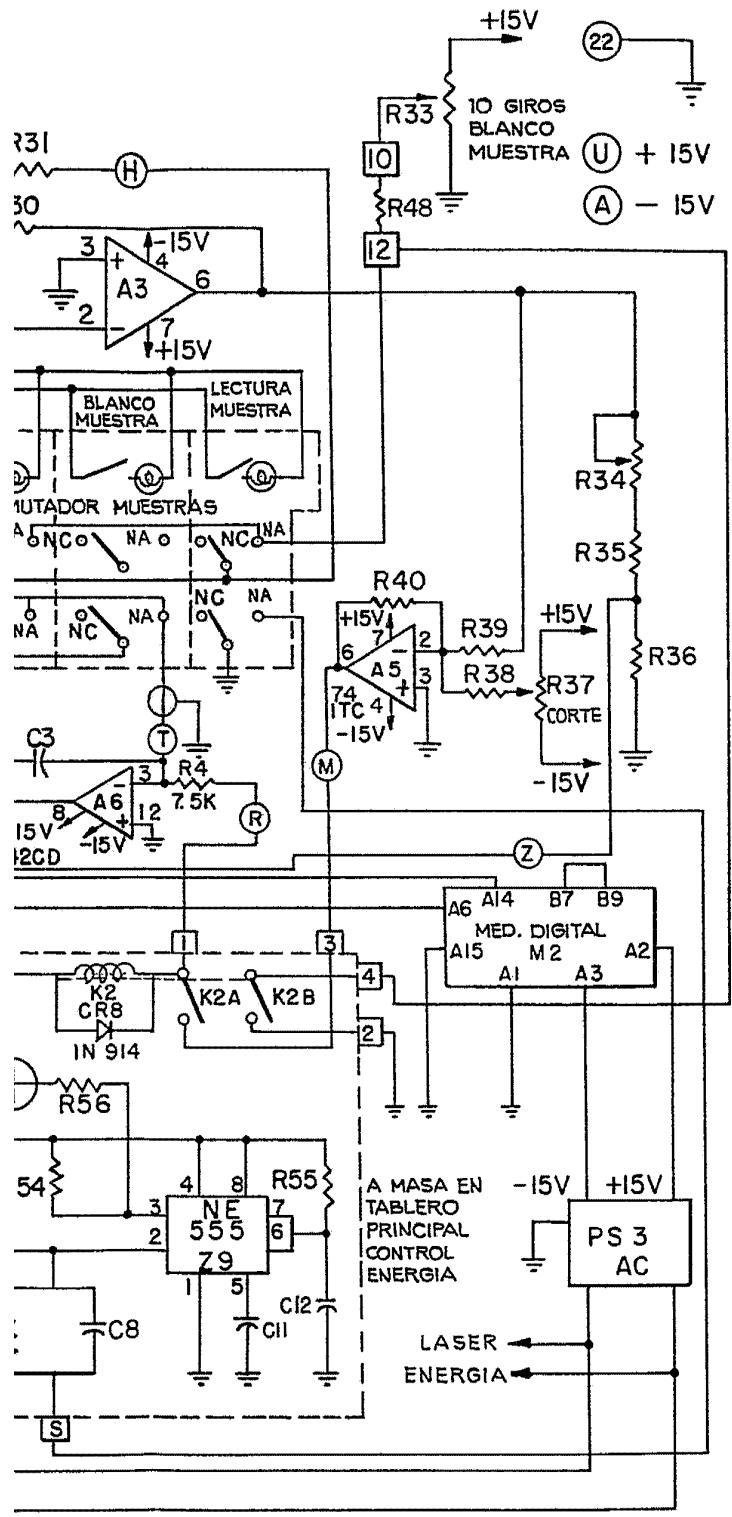 +15V
22
R33
10 GIROS
BLANCO
MUESTRA
U + 15V
A - 15V
R31
H
10
30
R48
12
3
-15V
4
+
A3
6
2
-
7
+15V
BLANCO
MUESTRA
LECTURA
MUESTRA
MUTADOR MUESTRAS
A NC NA NA
NA NC NA NC NA
R34
R35
R36
R40
+15V
7
2
-
6
A5
+
3
R39
R38
74
1TC
4
-15V
+15V
R37
CORTE
-15V
T
C3
3
-
R4
A6
7.5K
8
+
12
15V
-15V
42CD
R
M
Z
A14 B7 B9
A6
MED. DIGITAL
A15 M2 A2
A1 A3
1
3
4
2
K2
CR8
1N 914
K2A
K2B
R56
54
4 8
R55
3
NE
7
555
6
2
Z9
1 5
C12
C11
C8
S
A MASA EN
TABLERO
PRINCIPAL
CONTROL
ENERGIA
-15V +15V
PS 3
AC
LASER
ENERGIA